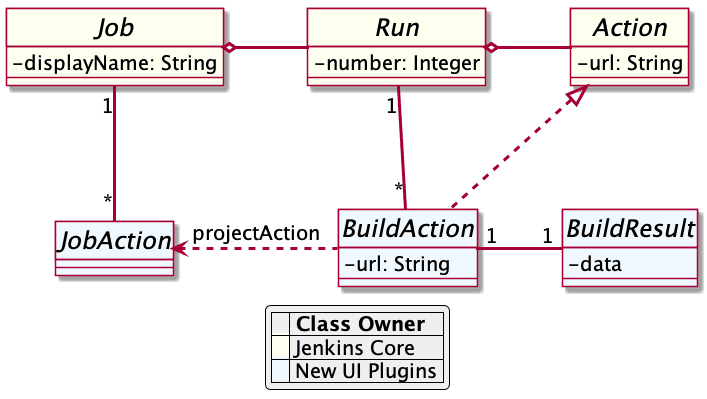 Job
-displayName: String
Run
-number: Integer
Action
-url: String
1
*
1
*
JobAction
projectAction
BuildAction
-url: String
1
1
BuildResult
-data
Class Owner
Jenkins Core
New UI Plugins